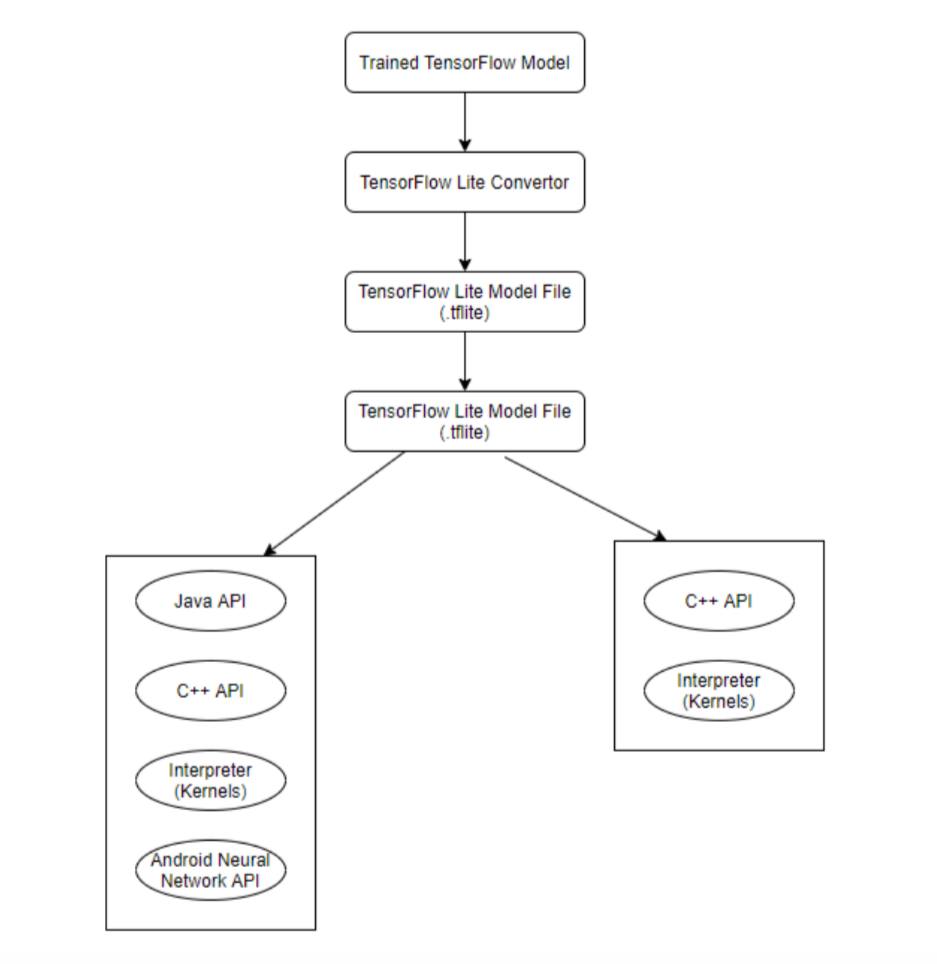 Trained TensorFlow Model
TensorFlow Lite Convertor
TensorFlow Lite Model File
(.tflite)
TensorFlow Lite Model File
(.tflite)
Java API
C++ API
Interpreter
(Kernels)
Android Neural
Network API
C++ API
Interpreter
(Kernels)